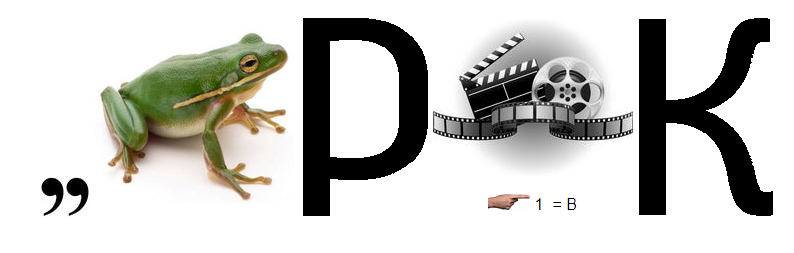 ,, Р К
1 = В